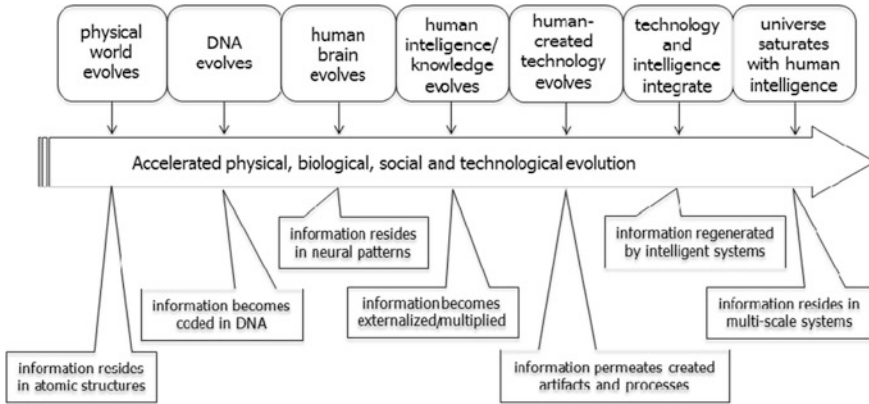 physical
world
evolves
DNA
evolves
human
brain
evolves
human
intelligence/
knowledge
evolves
human-
created
technology
evolves
technology
and
intelligence
integrate
universe
saturates
with human
intelligence
Accelerated physical, biological, social and technological evolution
information resides
in neural patterns
information regenerated
by intelligent systems
information becomes
coded in DNA
information becomes
externalized/multiplied
information resides in
multi-scale systems
information resides
in atomic structures
information permeates created
artifacts and processes